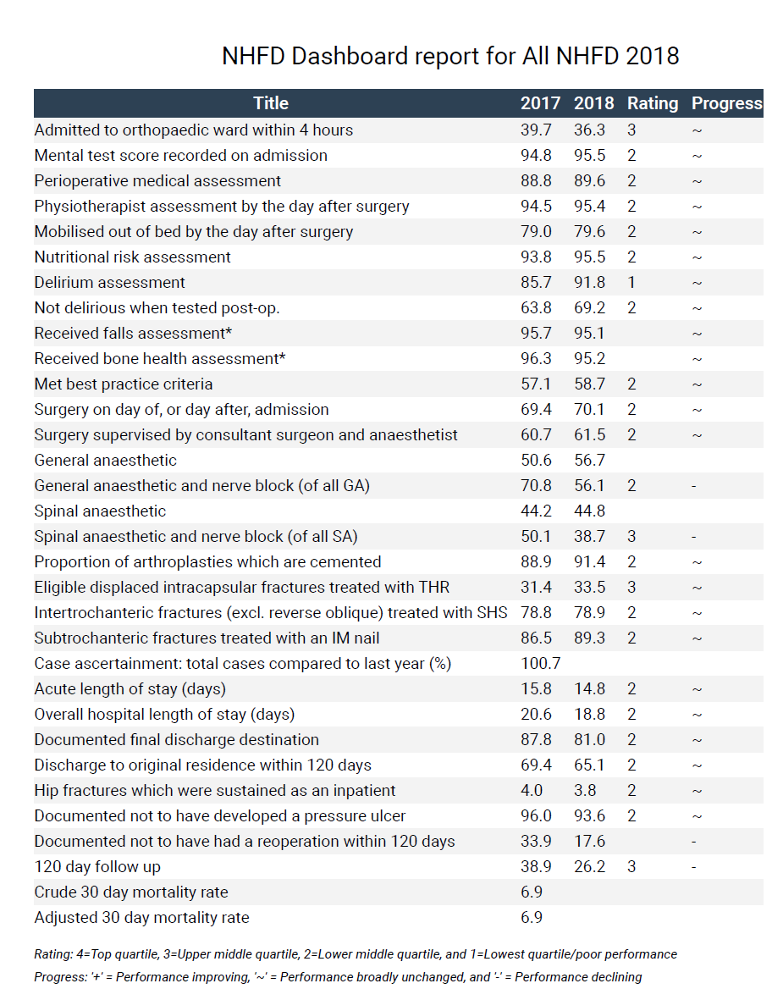 NHFD Dashboard report for All NHFD 2018
Title 2017 2018 Rating Progress
Admitted to orthopaedic ward within 4 hours 39.7 36.3 3 ~
Mental test score recorded on admission 94.8 95.5 2 ~
Perioperative medical assessment 88.8 89.6 2 ~
Physiotherapist assessment by the day after surgery 94.5 95.4 2 ~
Mobilised out of bed by the day after surgery 79.0 79.6 2 ~
Nutritional risk assessment 93.8 95.5 2 ~
Delirium assessment 85.7 91.8 1 ~
Not delirious when tested post-op. 63.8 69.2 2 ~
Received falls assessment* 95.7 95.1 ~
Received bone health assessment* 96.3 95.2 ~
Met best practice criteria 57.1 58.7 2 ~
Surgery on day of, or day after, admission 69.4 70.1 2 ~
Surgery supervised by consultant surgeon and anaesthetist 60.7 61.5 2 ~
General anaesthetic 50.6 56.7
General anaesthetic and nerve block (of all GA) 70.8 56.1 2 -
Spinal anaesthetic 44.2 44.8
Spinal anaesthetic and nerve block (of all SA) 50.1 38.7 3 -
Proportion of arthroplasties which are cemented 88.9 91.4 2 ~
Eligible displaced intracapsular fractures treated with THR 31.4 33.5 3 ~
Intertrochanteric fractures (excl. reverse oblique) treated with SHS 78.8 78.9 2 ~
Subtrochanteric fractures treated with an IM nail 86.5 89.3 2 ~
Case ascertainment: total cases compared to last year (%) 100.7
Acute length of stay (days) 15.8 14.8 2 ~
Overall hospital length of stay (days) 20.6 18.8 2 ~
Documented final discharge destination 87.8 81.0 2 ~
Discharge to original residence within 120 days 69.4 65.1 2 ~
Hip fractures which were sustained as an inpatient 4.0 3.8 2 ~
Documented not to have developed a pressure ulcer 96.0 93.6 2 ~
Documented not to have had a reoperation within 120 days 33.9 17.6 -
120 day follow up 38.9 26.2 3 -
Crude 30 day mortality rate 6.9
Adjusted 30 day mortality rate 6.9
Rating: 4=Top quartile, 3=Upper middle quartile, 2=Lower middle quartile, and 1=Lowest quartile/poor performance
Progress: '+' = Performance improving, '~' = Performance broadly unchanged, and '-' = Performance declining